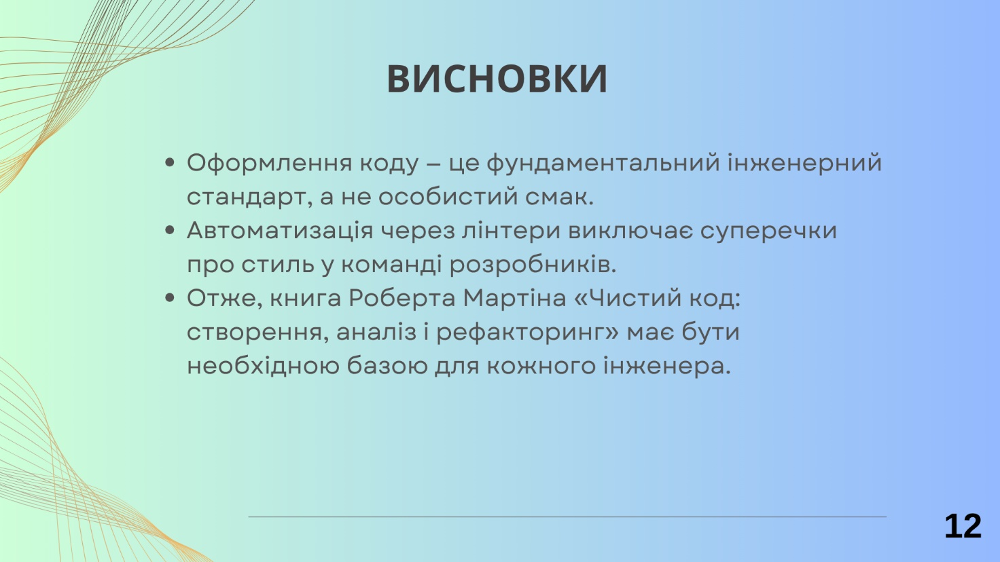 ВИСНОВКИ
• Оформлення коду – це фундаментальний інженерний
стандарт, а не особистий смак.
• Автоматизація через лінтери виключає суперечки
про стиль у команді розробників.
• Отже, книга Роберта Мартіна «Чистий код:
створення, аналіз і рефакторинг» має бути
необхідною базою для кожного інженера.
12